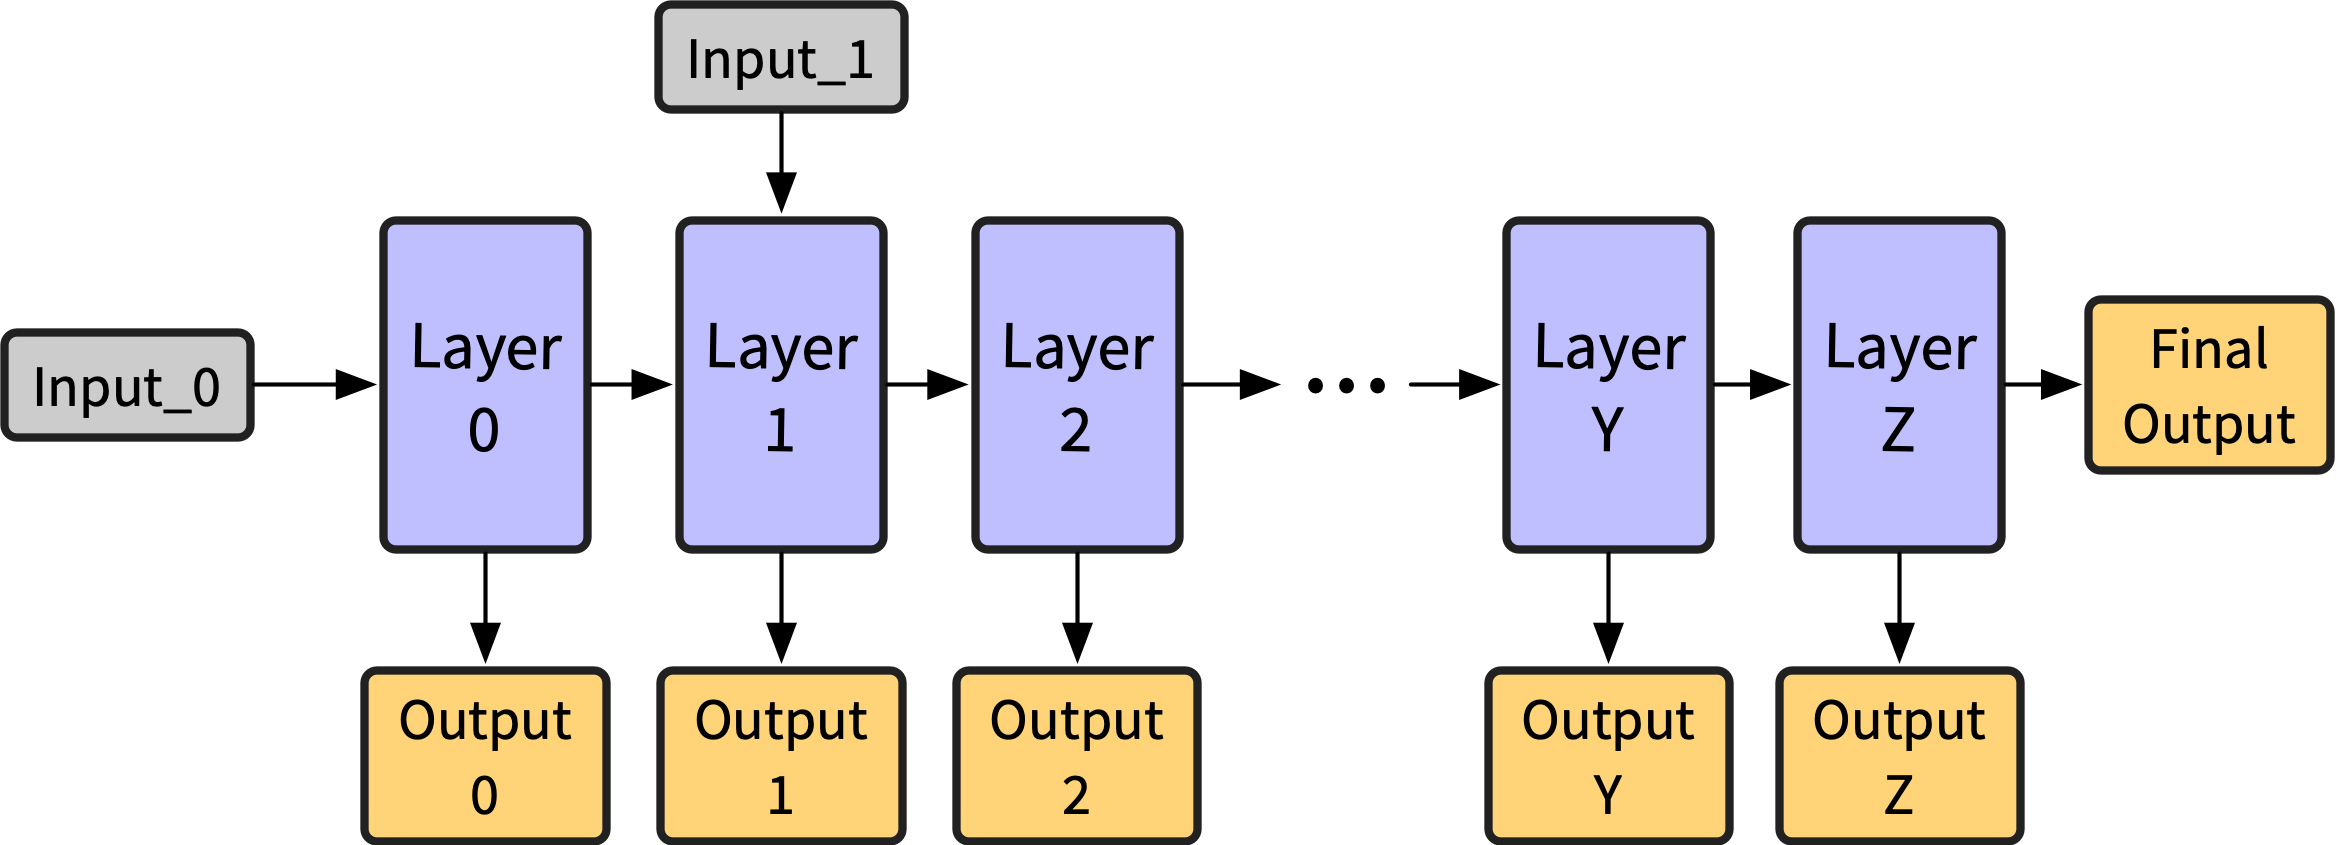 Input_1
Input_0
Layer
0
Layer
1
Layer
2
Layer
Y
Layer
Z
Final
Output
Output
0
Output
1
Output
2
Output
Y
Output
Z